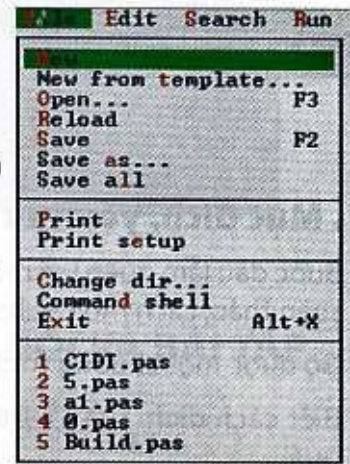 File Edit Search Run
New
New from template...
Open... F3
Reload
Save F2
Save as...
Save all
Print
Print setup
Change dir...
Command shell
Exit Alt+X
1 CTDT.pas
2 5.pas
3 a1.pas
4 0.pas
5 Build.pas